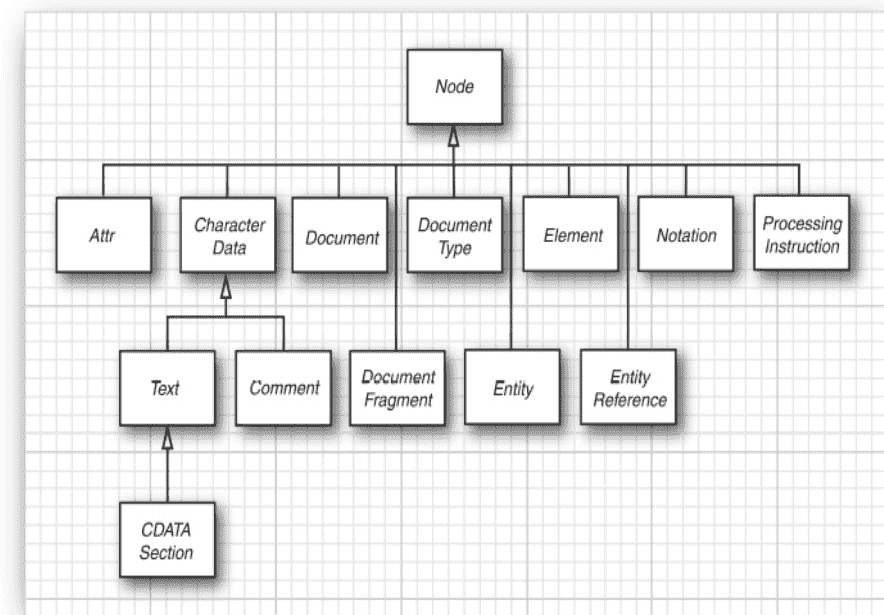 Node
Attr
Character
Data
Document
Document
Type
Element
Notation
Processing
Instruction
Text
Comment
Document
Fragment
Entity
Entity
Reference
CDATA
Section